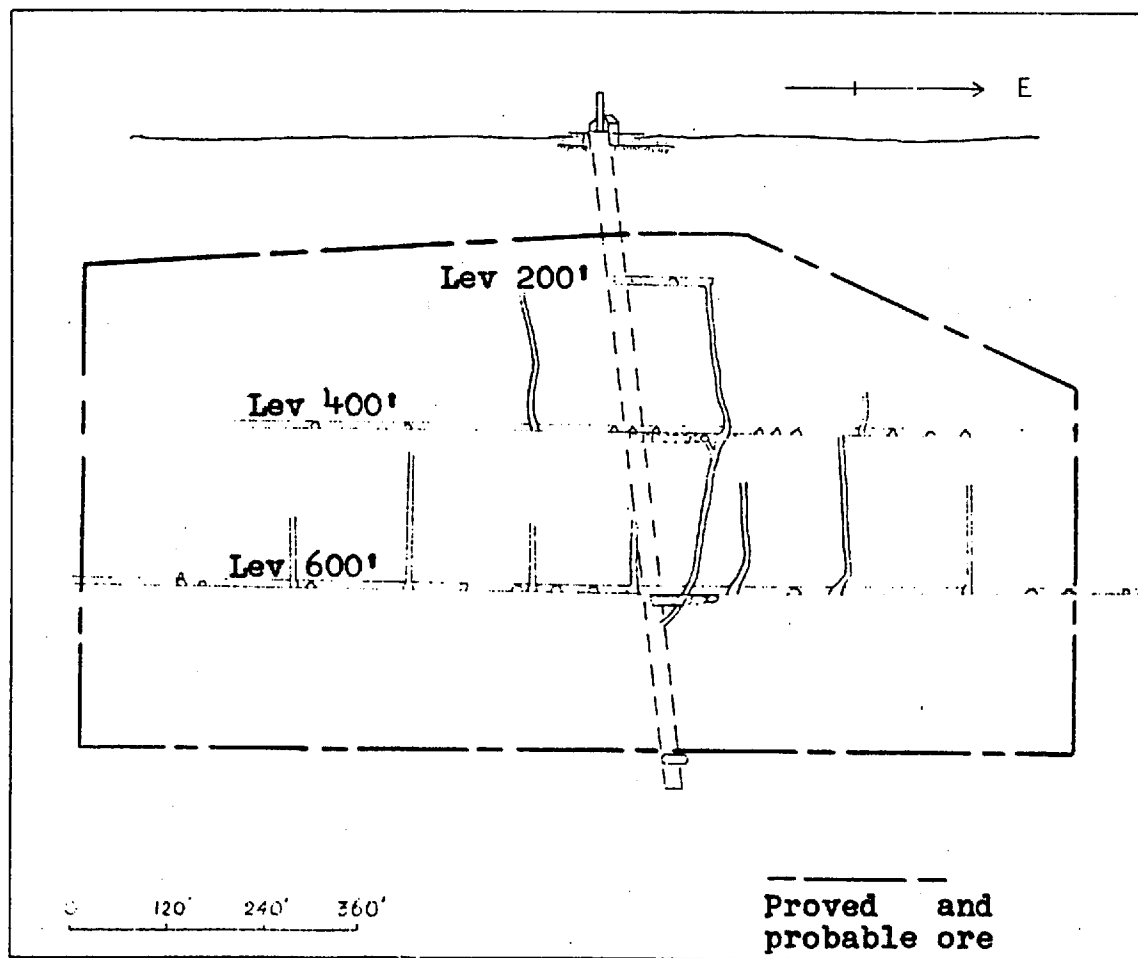 E
Lev 200'
Lev 400'
Lev 600'
0 120' 240' 360'
Proved and
probable ore